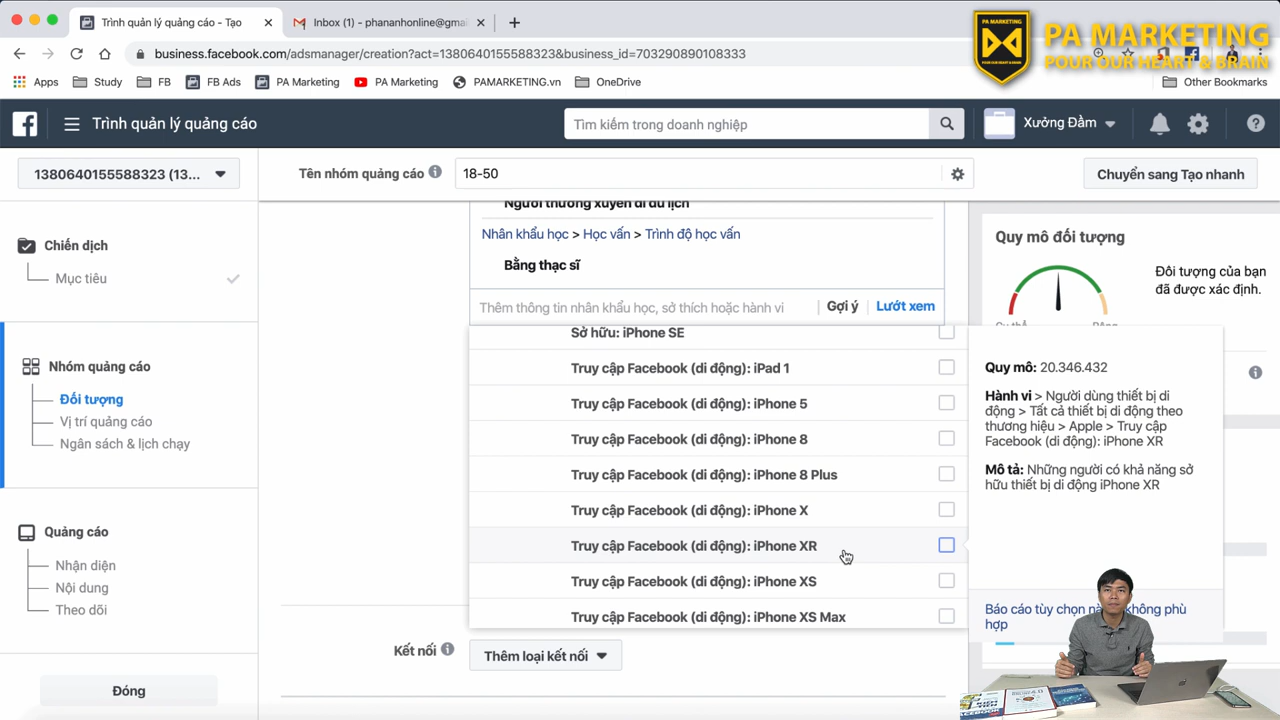 Trình quản lý quảng cáo - Tạo
Inbox (1) - phananhonline@gmai
PA MARKETING
POUR OUR HEART & BRAIN
PA MARKETING
business.facebook.com/adsmanager/creation?act=1380640155588323&business_id=703290890108333
Apps
Study
FB
FB Ads
PA Marketing
PA Marketing
PAMARKETING
OneDrive
Other Bookmarks
Trình quản lý quảng cáo
Tìm kiếm trong doanh nghiệp
Xưởng Đầm
1380640155588323 (13...
Tên nhóm quảng cáo
18-50
Chuyển sang Tạo nhanh
Chiến dịch
Mục tiêu
Nhóm quảng cáo
Đối tượng
Vị trí quảng cáo
Ngân sách & lịch chạy
Quảng cáo
Nhận diện
Nội dung
Theo dõi
Đóng
Người thường xuyên đi du lịch
Nhân khẩu học > Học vấn > Trình độ học vấn
Bằng thạc sĩ
Thêm thông tin nhân khẩu học, sở thích hoặc hành vi
Gợi ý
Lướt xem
Sở hữu: iPhone SE
Truy cập Facebook (di động): iPad 1
Truy cập Facebook (di động): iPhone 5
Truy cập Facebook (di động): iPhone 8
Truy cập Facebook (di động): iPhone 8 Plus
Truy cập Facebook (di động): iPhone X
Truy cập Facebook (di động): iPhone XR
Truy cập Facebook (di động): iPhone XS
Truy cập Facebook (di động): iPhone XS Max
Kết nối
Thêm loại kết nối
Quy mô đối tượng
Đối tượng của bạn
đã được xác định.
Cụ thể
Rộng
Quy mô: 20.346.432
Hành vi > Người dùng thiết bị di
động > Tất cả thiết bị di động theo
thương hiệu > Apple > Truy cập
Facebook (di động): iPhone XR
Mô tả: Những người có khả năng sở
hữu thiết bị di động iPhone XR
Báo cáo tùy chọn không phù
hợp